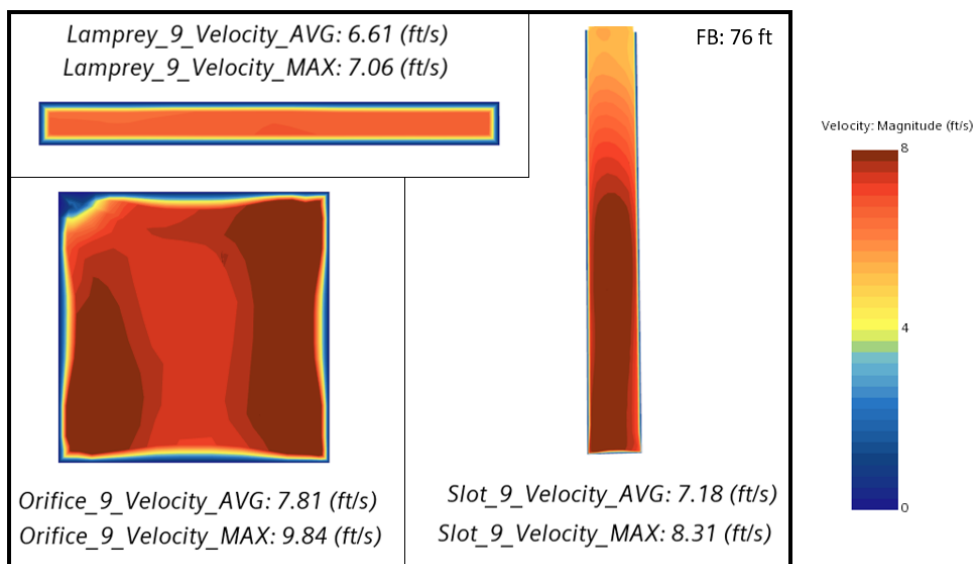 Lamprey_9_Velocity_AVG: 6.61 (ft/s)
Lamprey_9_Velocity_MAX: 7.06 (ft/s)
FB: 76 ft
Velocity: Magnitude (ft/s)
8
4
0
Orifice_9_Velocity_AVG: 7.81 (ft/s)
Orifice_9_Velocity_MAX: 9.84 (ft/s)
Slot_9_Velocity_AVG: 7.18 (ft/s)
Slot_9_Velocity_MAX: 8.31 (ft/s)